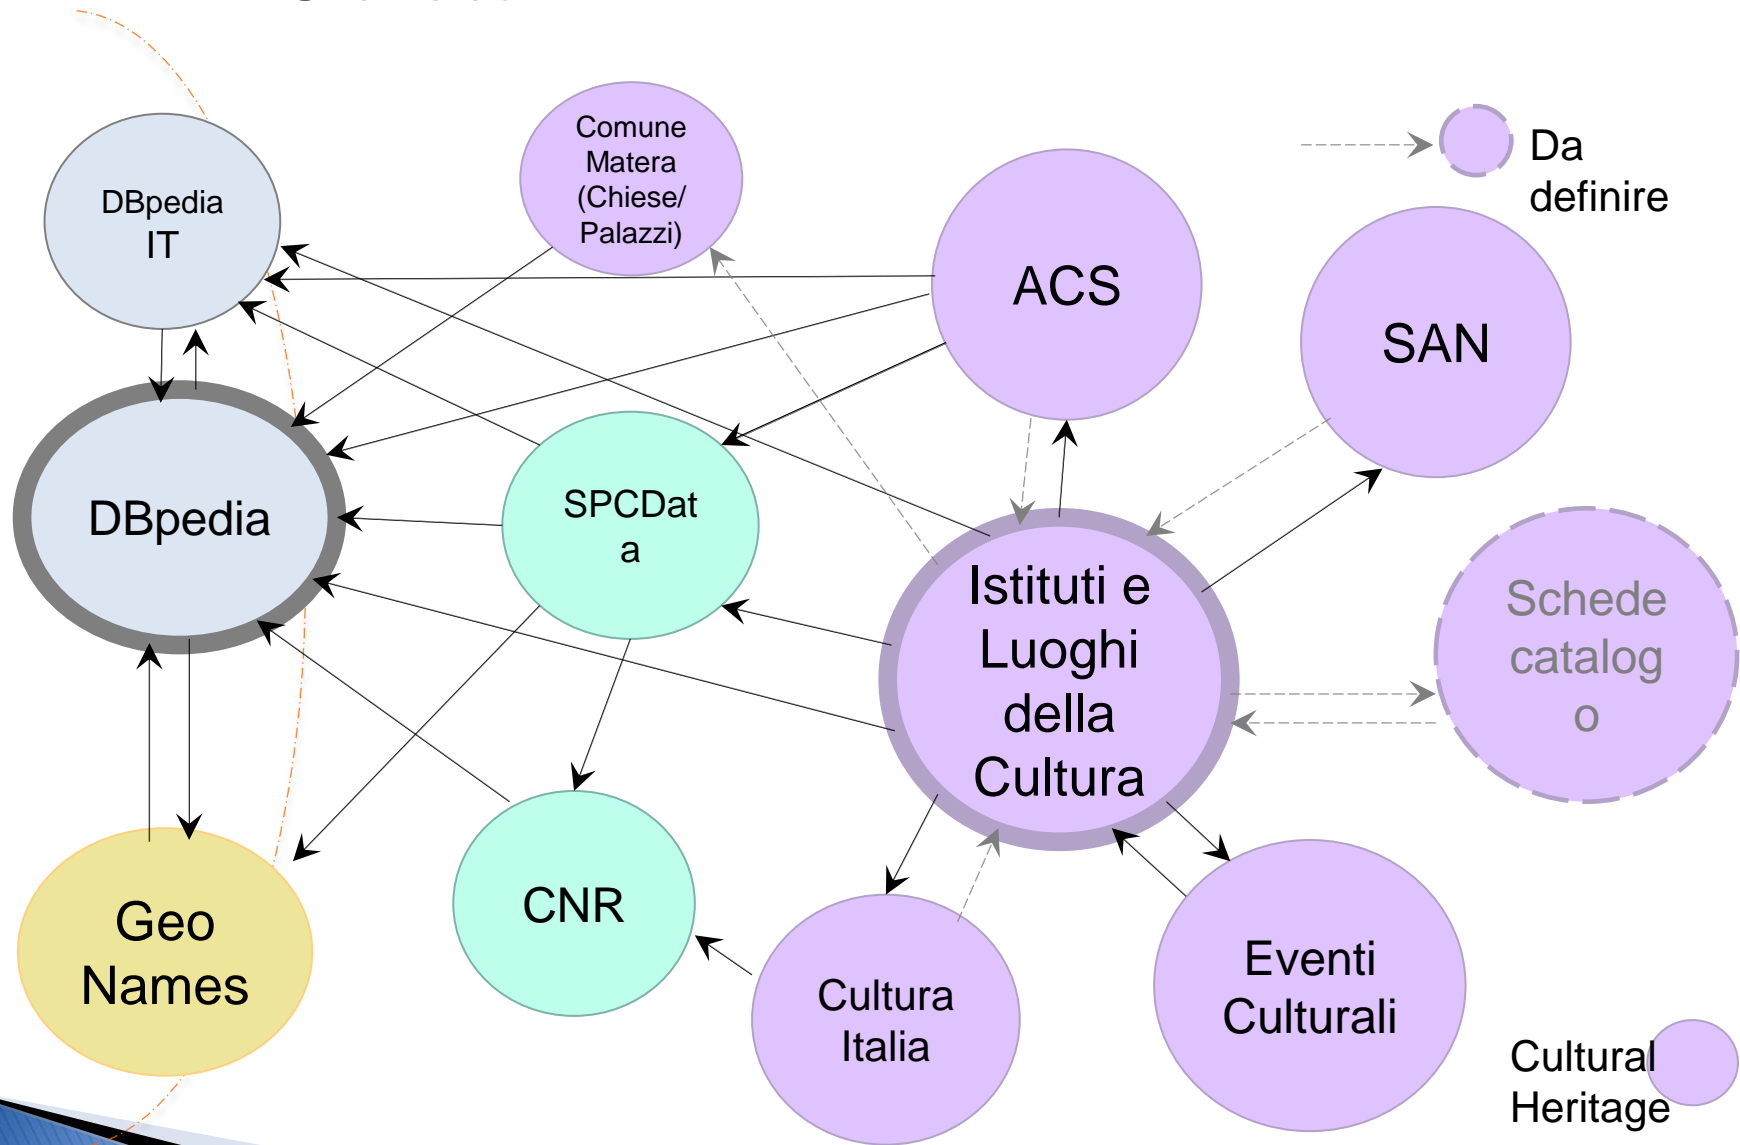 Comune
Matera
(Chiese/
Palazzi)
Da
definire
DBpedia
IT
ACS
SAN
DBpedia
SPCDat
a
Istituti e
Luoghi
della
Cultura
Schede
catalog
o
Geo
Names
CNR
Cultura
Italia
Eventi
Culturali
Cultural
Heritage